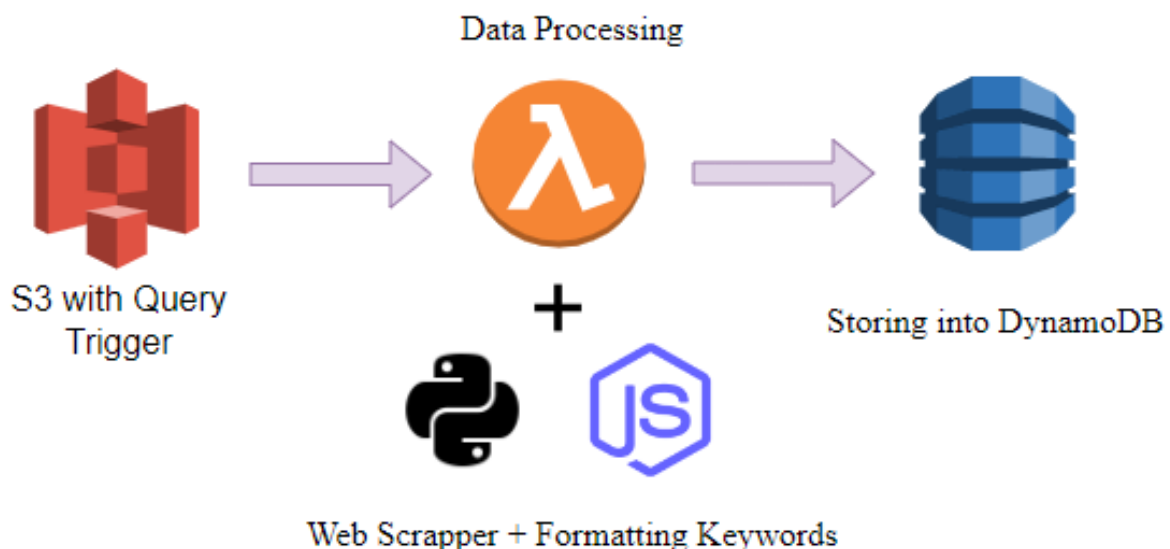 Data Processing
S3 with Query
Trigger
Storing into DynamoDB
JS
Web Scrapper + Formatting Keywords